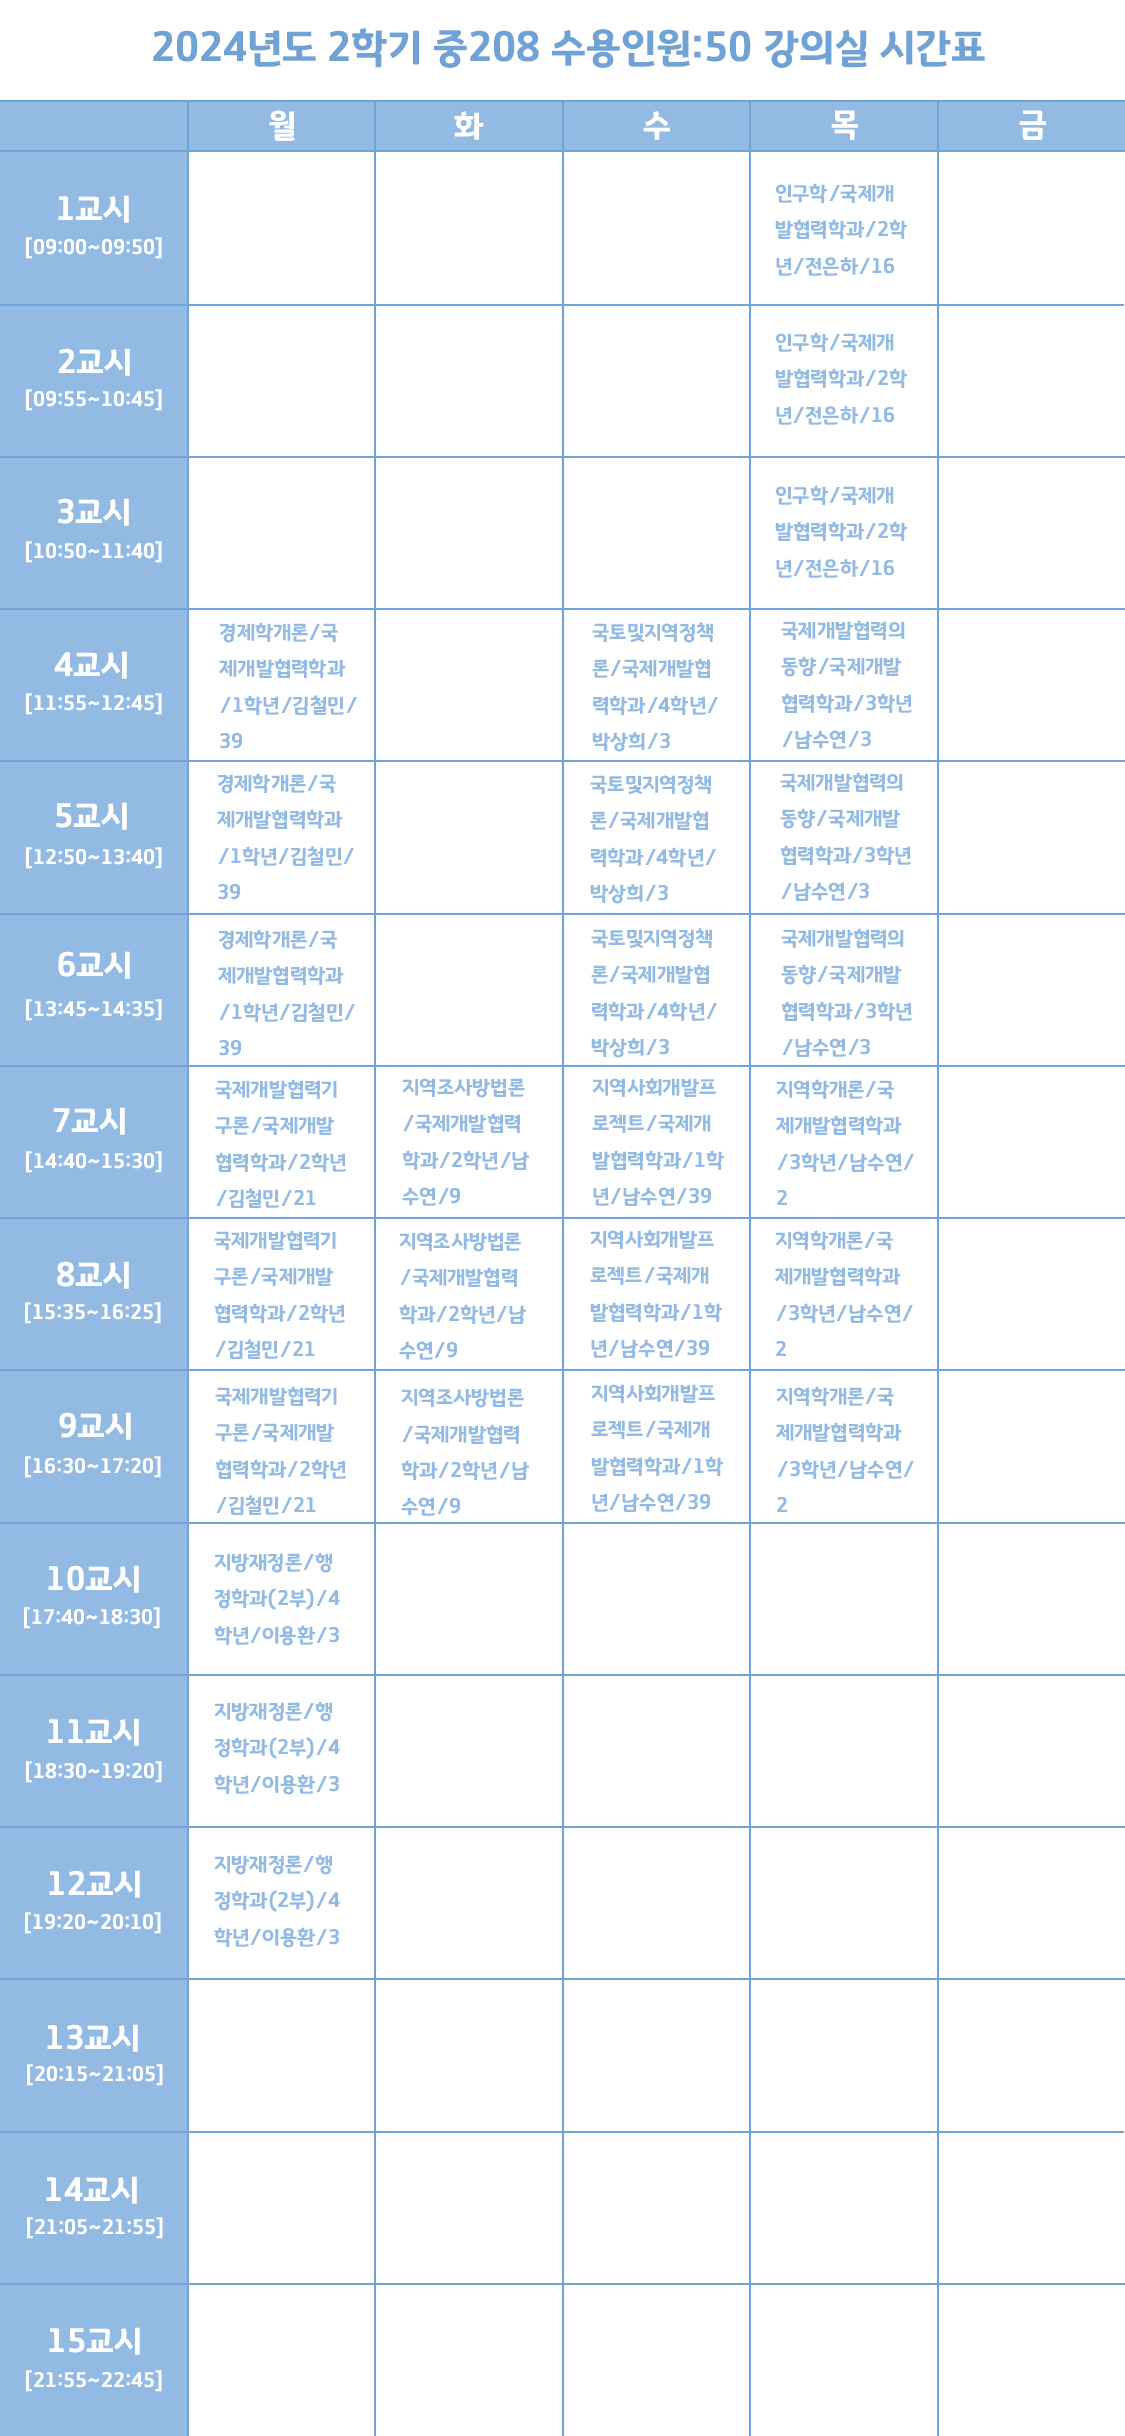 2024년도 2학기 중208 수용인원:50 강의실 시간표
월
화
수
목
금
1교시
[09:00~09:50]
인구학/국제개
발협력학과/2학
년/전은하/16
2교시
[09:55~10:45]
인구학/국제개
발협력학과/2학
년/전은하/16
3교시
[10:50~11:40]
인구학/국제개
발협력학과/2학
년/전은하/16
4교시
[11:55~12:45]
경제학개론/국
제개발협력학과
/1학년/김철민/
39
국토및지역정책
론/국제개발협
력학과/4학년/
박상희/3
국제개발협력의
동향/국제개발
협력학과/3학년
/남수연/3
5교시
[12:50~13:40]
경제학개론/국
제개발협력학과
/1학년/김철민/
39
국토및지역정책
론/국제개발협
력학과/4학년/
박상희/3
국제개발협력의
동향/국제개발
협력학과/3학년
/남수연/3
6교시
[13:45~14:35]
경제학개론/국
제개발협력학과
/1학년/김철민/
39
국토및지역정책
론/국제개발협
력학과/4학년/
박상희/3
국제개발협력의
동향/국제개발
협력학과/3학년
/남수연/3
7교시
[14:40~15:30]
국제개발협력기
구론/국제개발
협력학과/2학년
/김철민/21
지역조사방법론
/국제개발협력
학과/2학년/남
수연/9
지역사회개발프
로젝트/국제개
발협력학과/1학
년/남수연/39
지역학개론/국
제개발협력학과
/3학년/남수연/
2
8교시
[15:35~16:25]
국제개발협력기
구론/국제개발
협력학과/2학년
/김철민/21
지역조사방법론
/국제개발협력
학과/2학년/남
수연/9
지역사회개발프
로젝트/국제개
발협력학과/1학
년/남수연/39
지역학개론/국
제개발협력학과
/3학년/남수연/
2
9교시
[16:30~17:20]
국제개발협력기
구론/국제개발
협력학과/2학년
/김철민/21
지역조사방법론
/국제개발협력
학과/2학년/남
수연/9
지역사회개발프
로젝트/국제개
발협력학과/1학
년/남수연/39
지역학개론/국
제개발협력학과
/3학년/남수연/
2
10교시
[17:40~18:30]
지방재정론/행
정학과(2부)/4
학년/이용환/3
11교시
[18:30~19:20]
지방재정론/행
정학과(2부)/4
학년/이용환/3
12교시
[19:20~20:10]
지방재정론/행
정학과(2부)/4
학년/이용환/3
13교시
[20:15~21:05]
14교시
[21:05~21:55]
15교시
[21:55~22:45]